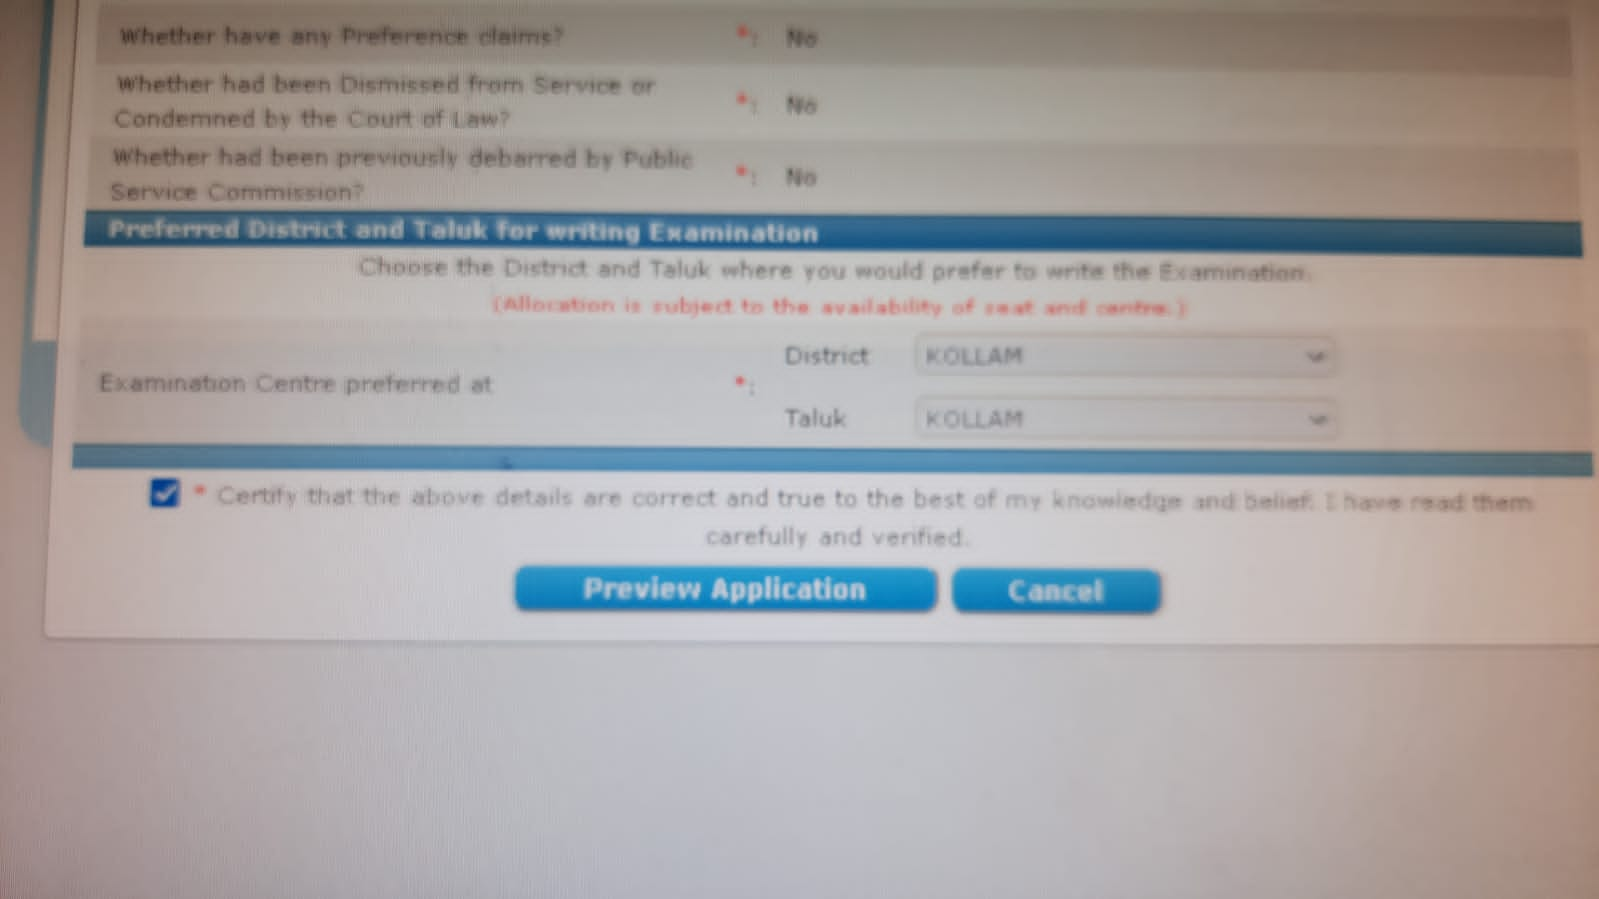 Whether have any Preference claims? *: No
Whether had been Dismissed from Service or
Condemned by the Court of Law? *: No
Whether had been previously debarred by Public
Service Commission? *: No
Preferred District and Taluk for writing Examination
Choose the District and Taluk where you would prefer to write the Examination.
(Allocation is subject to the availability of seat and centre.)
District KOLLAM
Examination Centre preferred at *:
Taluk KOLLAM
* Certify that the above details are correct and true to the best of my knowledge and belief. I have read them
carefully and verified.
Preview Application Cancel